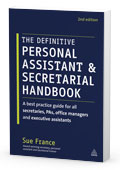 2nd edition
THE DEFINITIVE
PERSONAL
ASSISTANT &
SECRETARIAL
HANDBOOK
A best practice guide for all
secretaries, PAs, office managers
and executive assistants
Sue France